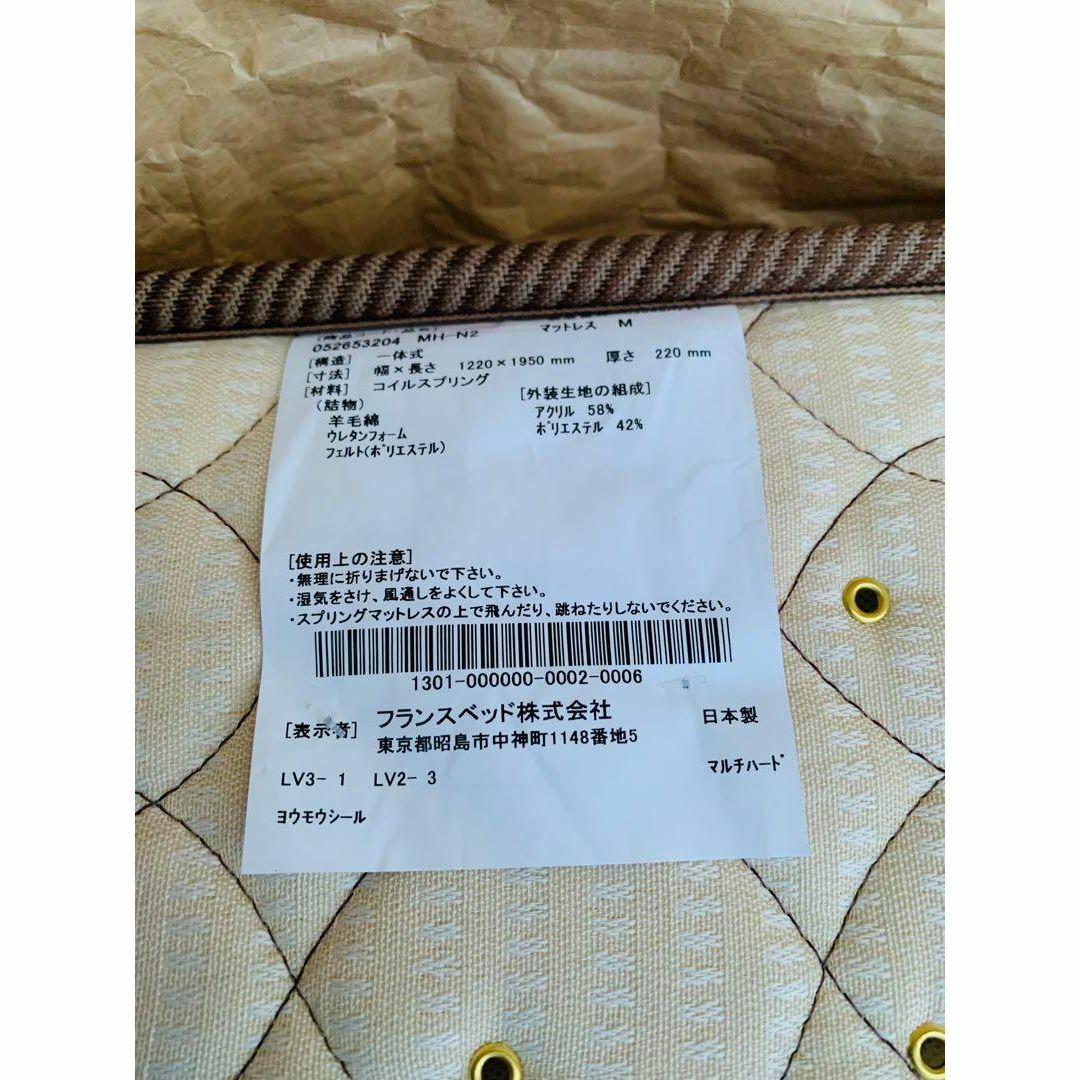 052653204 MH-N2 マットレス M
[構造] 一体式
[寸法] 幅×長さ 1220×1950 mm 厚さ 220 mm
[材料] コイルスプリング
(詰物) [外装生地の組成]
羊毛綿 アクリル 58%
ウレタンフォーム ポリエステル 42%
フェルト(ポリエステル)
[使用上の注意]
・無理に折りまげないで下さい。
・湿気をさけ、風通しをよくして下さい。
・スプリングマットレスの上で飛んだり、跳ねたりしないでください。
1301-000000-0002-0006
[表示者] フランスベッド株式会社 日本製
東京都昭島市中神町1148番地5
LV3- 1 LV2- 3 マルチハード
ヨウモウシール